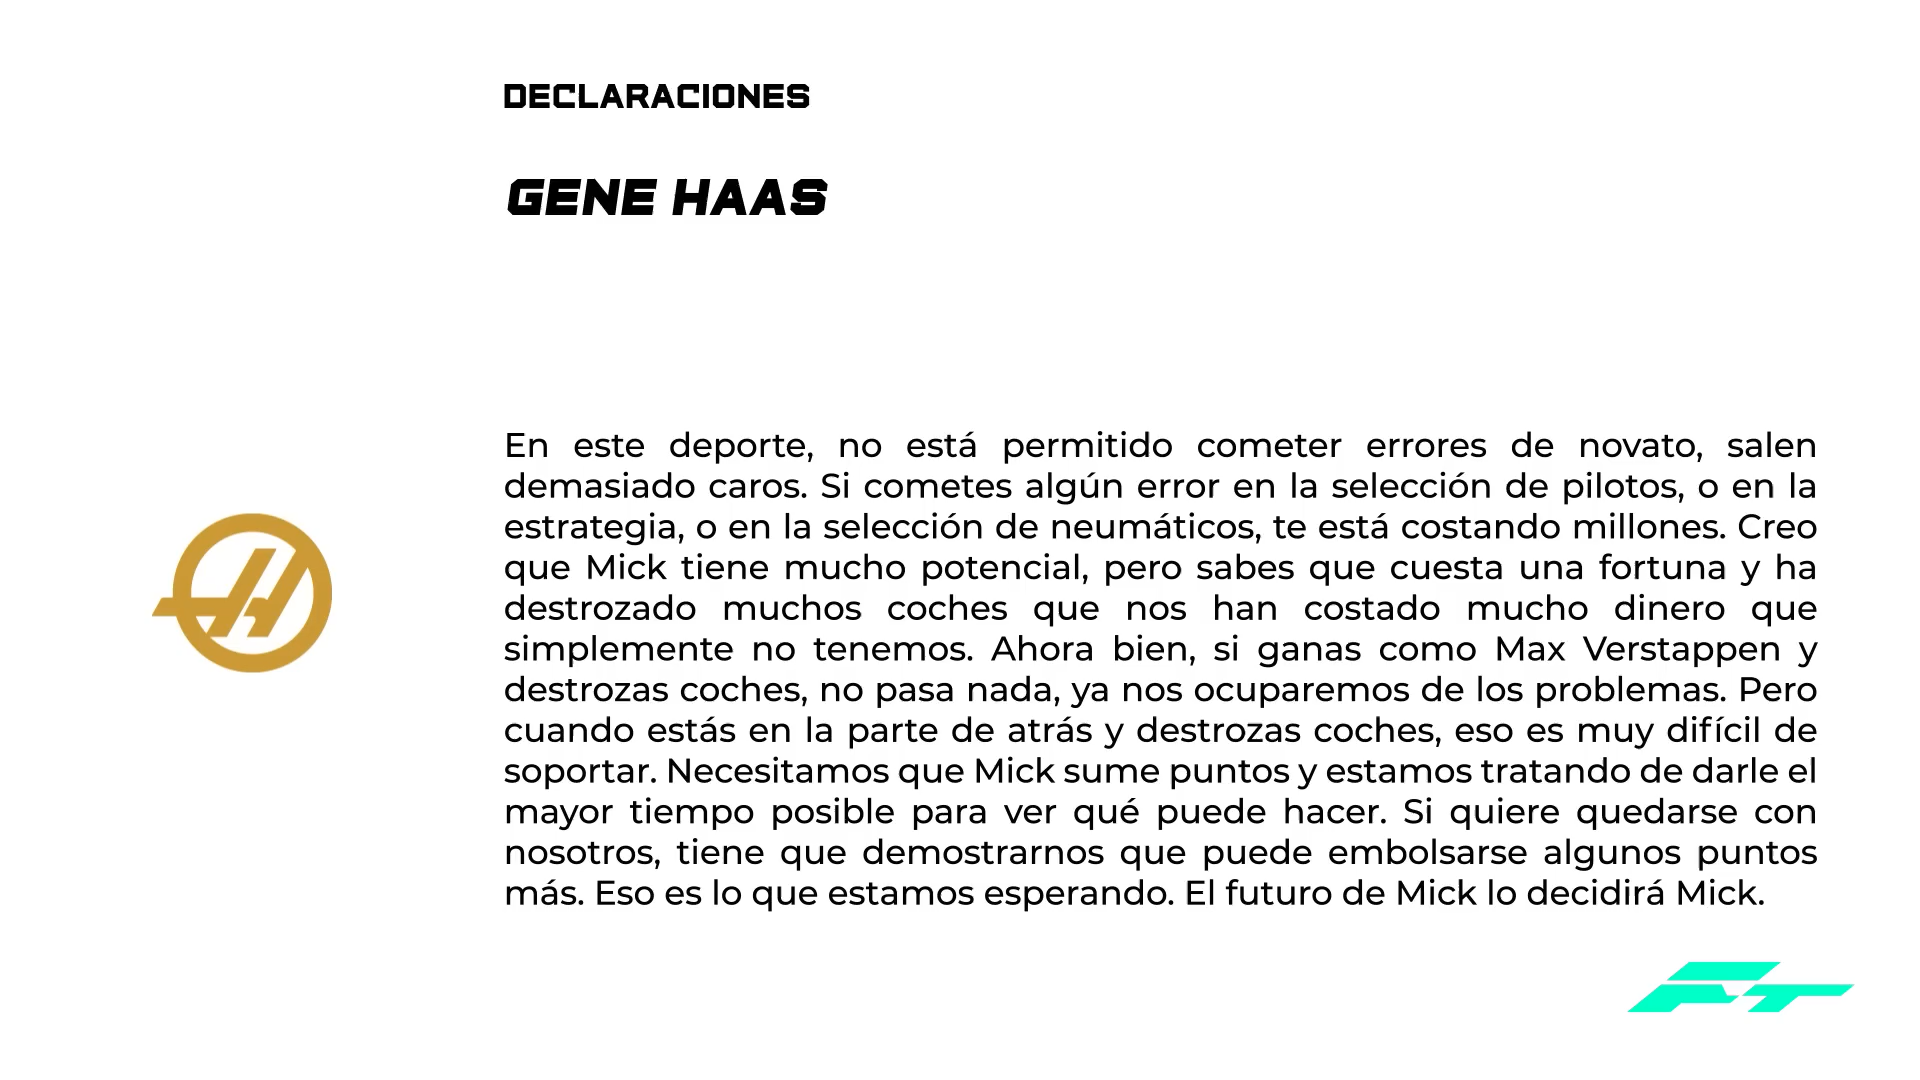 DECLARACIONES
GENE HAAS
En este deporte, no está permitido cometer errores de novato, salen
demasiado caros. Si cometes algún error en la selección de pilotos, o en la
estrategia, o en la selección de neumáticos, te está costando millones. Creo
que Mick tiene mucho potencial, pero sabes que cuesta una fortuna y ha
destrozado muchos coches que nos han costado mucho dinero que
simplemente no tenemos. Ahora bien, si ganas como Max Verstappen y
destrozas coches, no pasa nada, ya nos ocuparemos de los problemas. Pero
cuando estás en la parte de atrás y destrozas coches, eso es muy difícil de
soportar. Necesitamos que Mick sume puntos y estamos tratando de darle el
mayor tiempo posible para ver qué puede hacer. Si quiere quedarse con
nosotros, tiene que demostrarnos que puede embolsarse algunos puntos
más. Eso es lo que estamos esperando. El futuro de Mick lo decidirá Mick.
FT